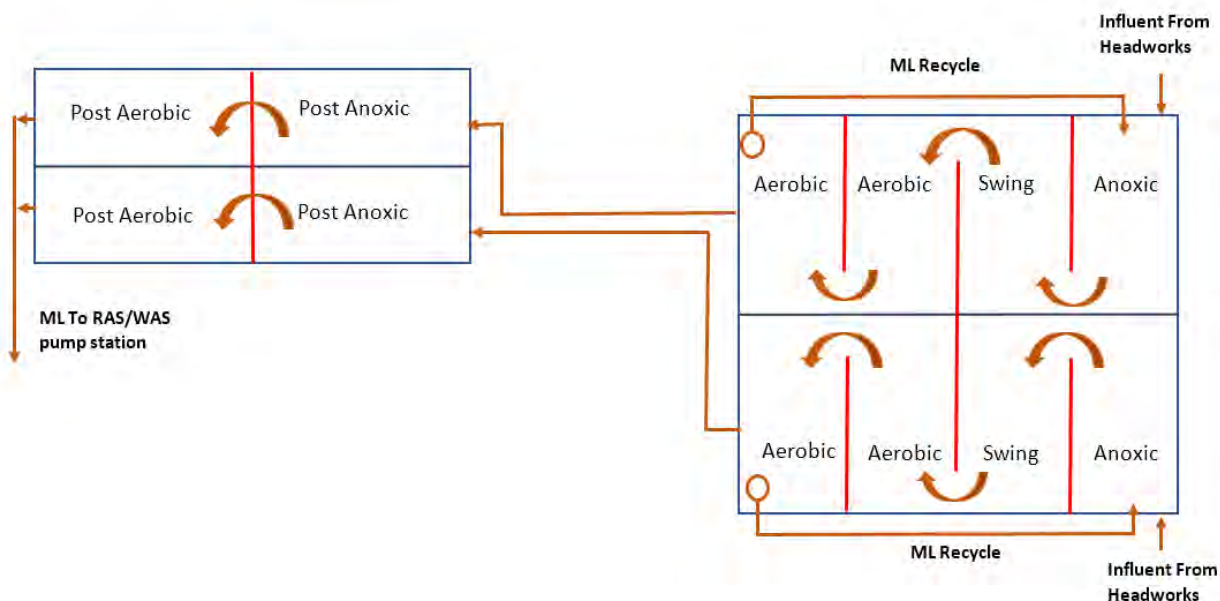 Influent From
Headworks
ML Recycle
Post Aerobic
Post Anoxic
Aerobic
Aerobic
Swing
Anoxic
Post Aerobic
Post Anoxic
ML To RAS/WAS
pump station
Aerobic
Aerobic
Swing
Anoxic
ML Recycle
Influent From
Headworks